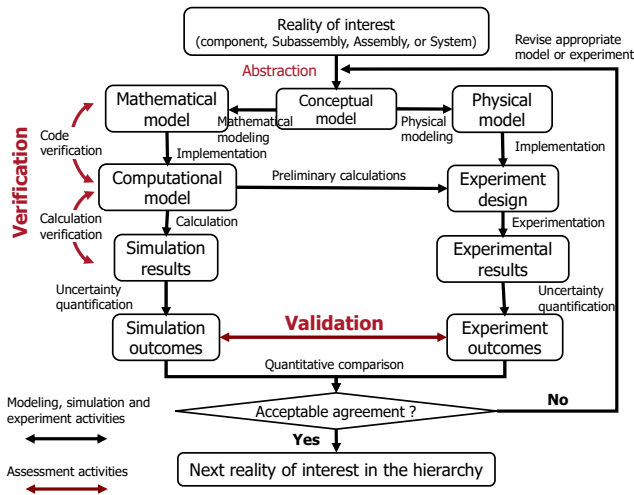 Reality of interest
(component, Subassembly, Assembly, or System)
Revise appropriate
model or experiment
Abstraction
Mathematical
model
Mathematical
modeling
Conceptual
model
Physical
modeling
Physical
model
Code
verification
Implementation
Implementation
Verification
Computational
model
Preliminary calculations
Experiment
design
Calculation
verification
Calculation
Experimentation
Simulation
results
Experimental
results
Uncertainty
quantification
Uncertainty
quantification
Simulation
outcomes
Validation
Experiment
outcomes
Quantitative comparison
Modeling, simulation and
experiment activities
Acceptable agreement ?
No
Yes
Assessment activities
Next reality of interest in the hierarchy